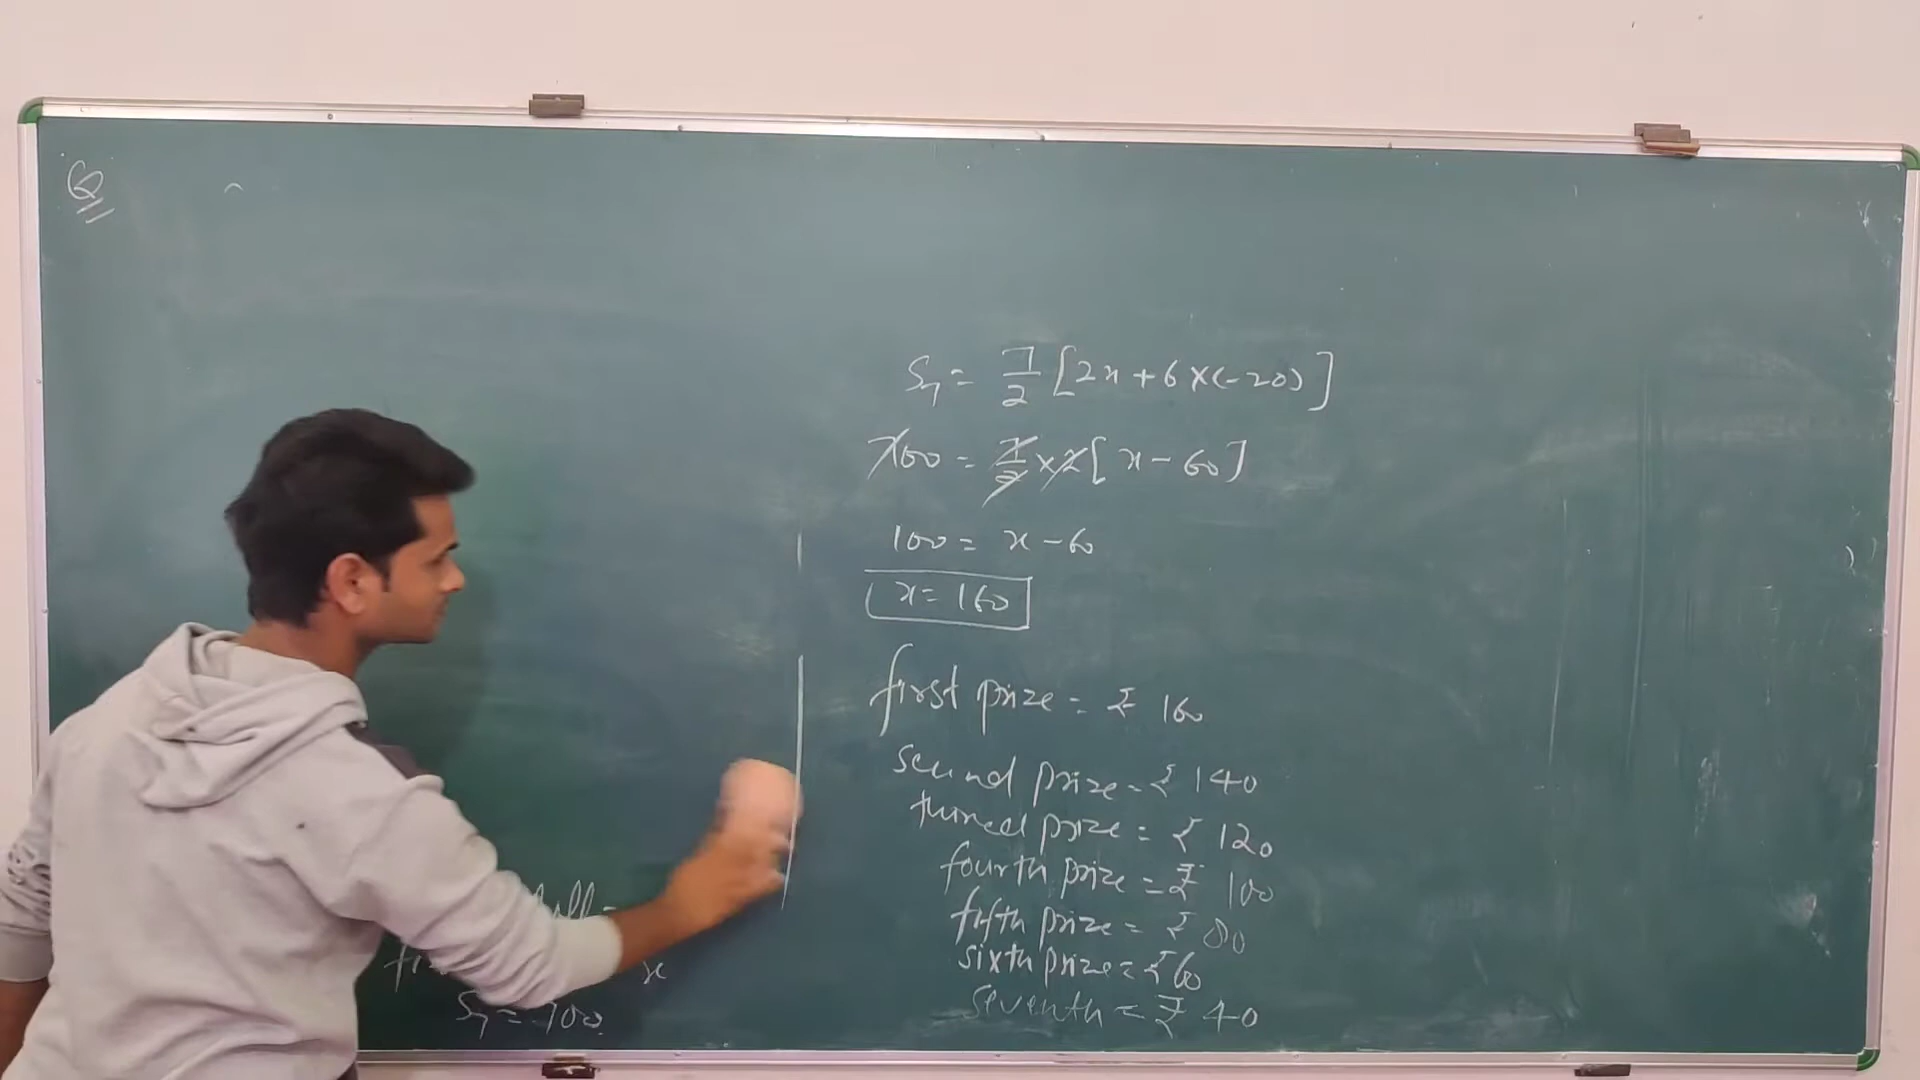 Q
S7 = 7/2 [2x + 6 × (-20)]
700 = 7/2 × 2 [x - 60]
100 = x - 60
x = 160
first prize = ₹ 160
second prize = ₹ 140
third prize = ₹ 120
fourth prize = ₹ 100
fifth prize = ₹ 80
sixth prize = ₹ 60
seventh = ₹ 40
x
S7 = 700